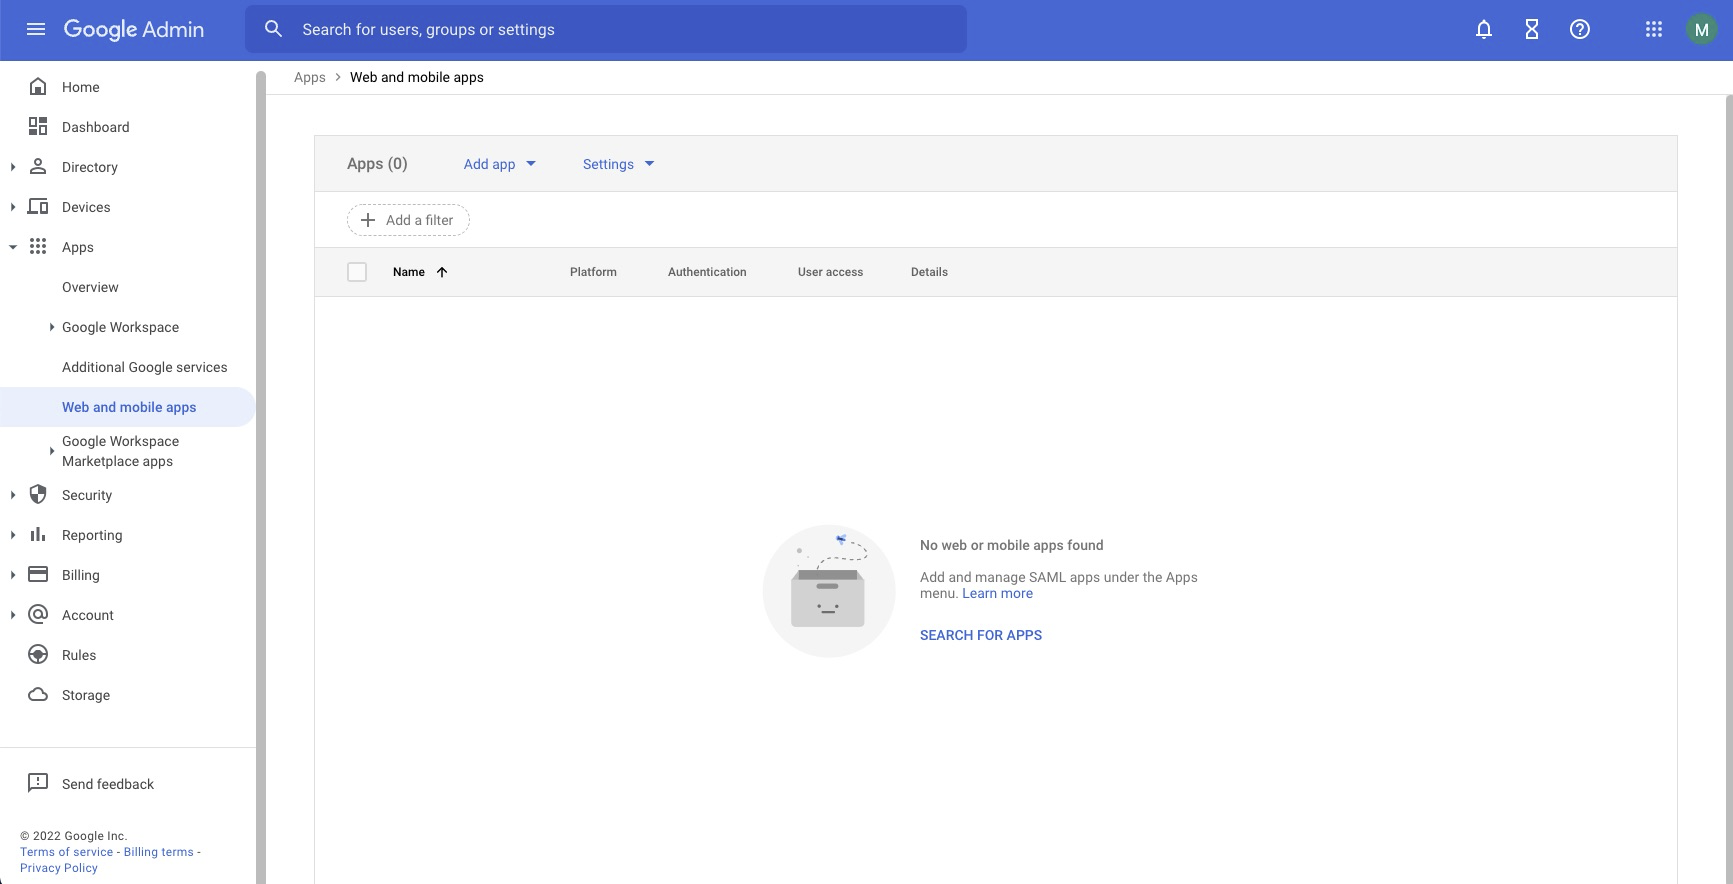 Google Admin
Search for users, groups or settings
M
Home
Dashboard
Directory
Devices
Apps
Overview
Google Workspace
Additional Google services
Web and mobile apps
Google Workspace
Marketplace apps
Security
Reporting
Billing
Account
Rules
Storage
Send feedback
© 2022 Google Inc.
Terms of service - Billing terms -
Privacy Policy
Apps > Web and mobile apps
Apps (0) Add app Settings
Add a filter
Name Platform Authentication User access Details
No web or mobile apps found
Add and manage SAML apps under the Apps
menu. Learn more
SEARCH FOR APPS